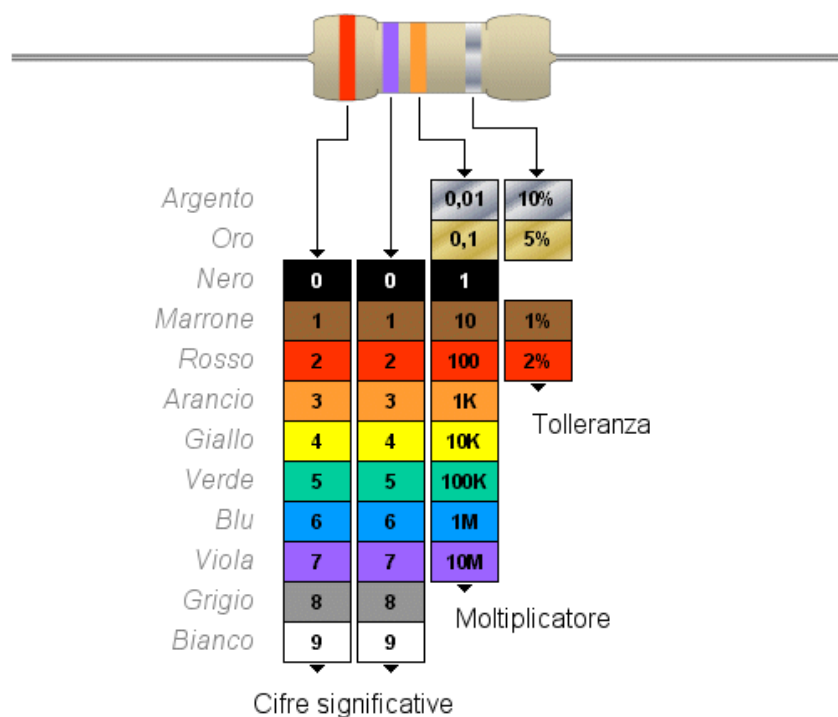 Argento 0,01 10%
Oro 0,1 5%
Nero 0 0 1
Marrone 1 1 10 1%
Rosso 2 2 100 2%
Arancio 3 3 1K
Tolleranza
Giallo 4 4 10K
Verde 5 5 100K
Blu 6 6 1M
Viola 7 7 10M
Grigio 8 8
Moltiplicatore
Bianco 9 9
Cifre significative